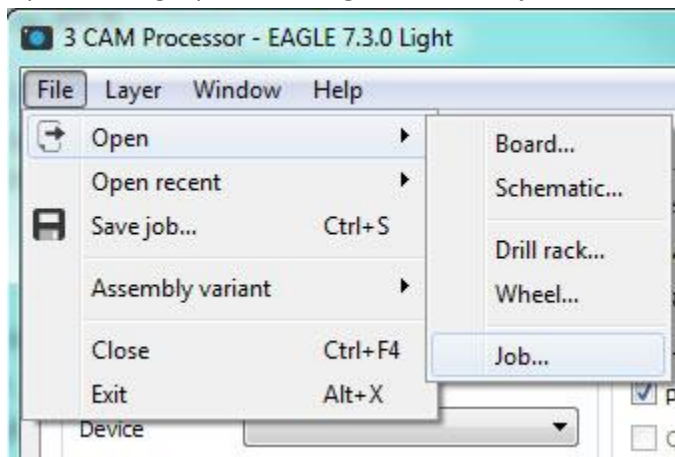 3 CAM Processor - EAGLE 7.3.0 Light
File Layer Window Help
Open
Open recent
Save job... Ctrl+S
Assembly variant
Close Ctrl+F4
Exit Alt+X
Board...
Schematic...
Drill rack...
Wheel...
Job...
Device